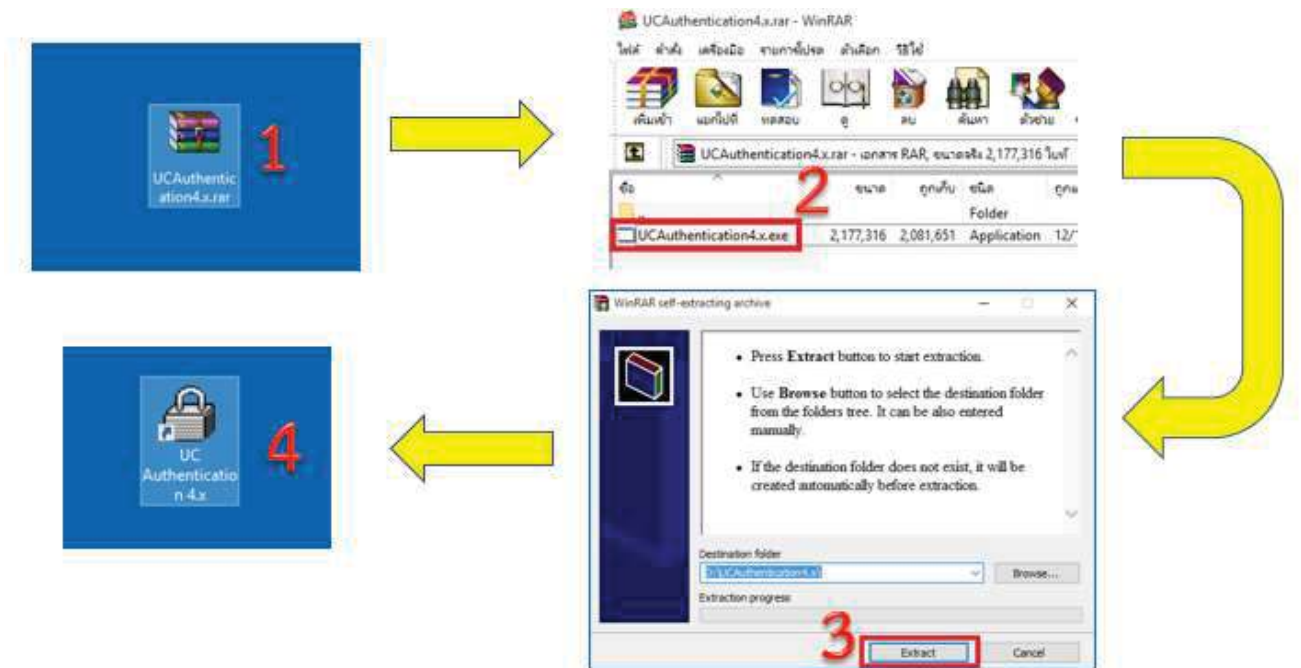 1
UCAuthentic
ation4.x.rar
UCAuthentication4.x.rar - WinRAR
ไฟล์ คำสั่ง เครื่องมือ รายการโปรด ตัวเลือก วิธีใช้
เพิ่มเข้า แยกไปที่ ทดสอบ ดู ลบ ค้นหา ตัวช่วย
UCAuthentication4.x.rar - เอกสาร RAR, ขนาดจริง 2,177,316 ไบท์
2
ชื่อ ขนาด ถูกเก็บ ชนิด
..
Folder
UCAuthentication4.x.exe 2,177,316 2,081,651 Application 12/
WinRAR self-extracting archive
• Press Extract button to start extraction.
• Use Browse button to select the destination folder
from the folders tree. It can be also entered
manually.
• If the destination folder does not exist, it will be
created automatically before extraction.
Destination folder
D:\UCAuthentication4.x\
Browse...
Extraction progress
3
Extract Cancel
4
UC
Authenticatio
n 4.x